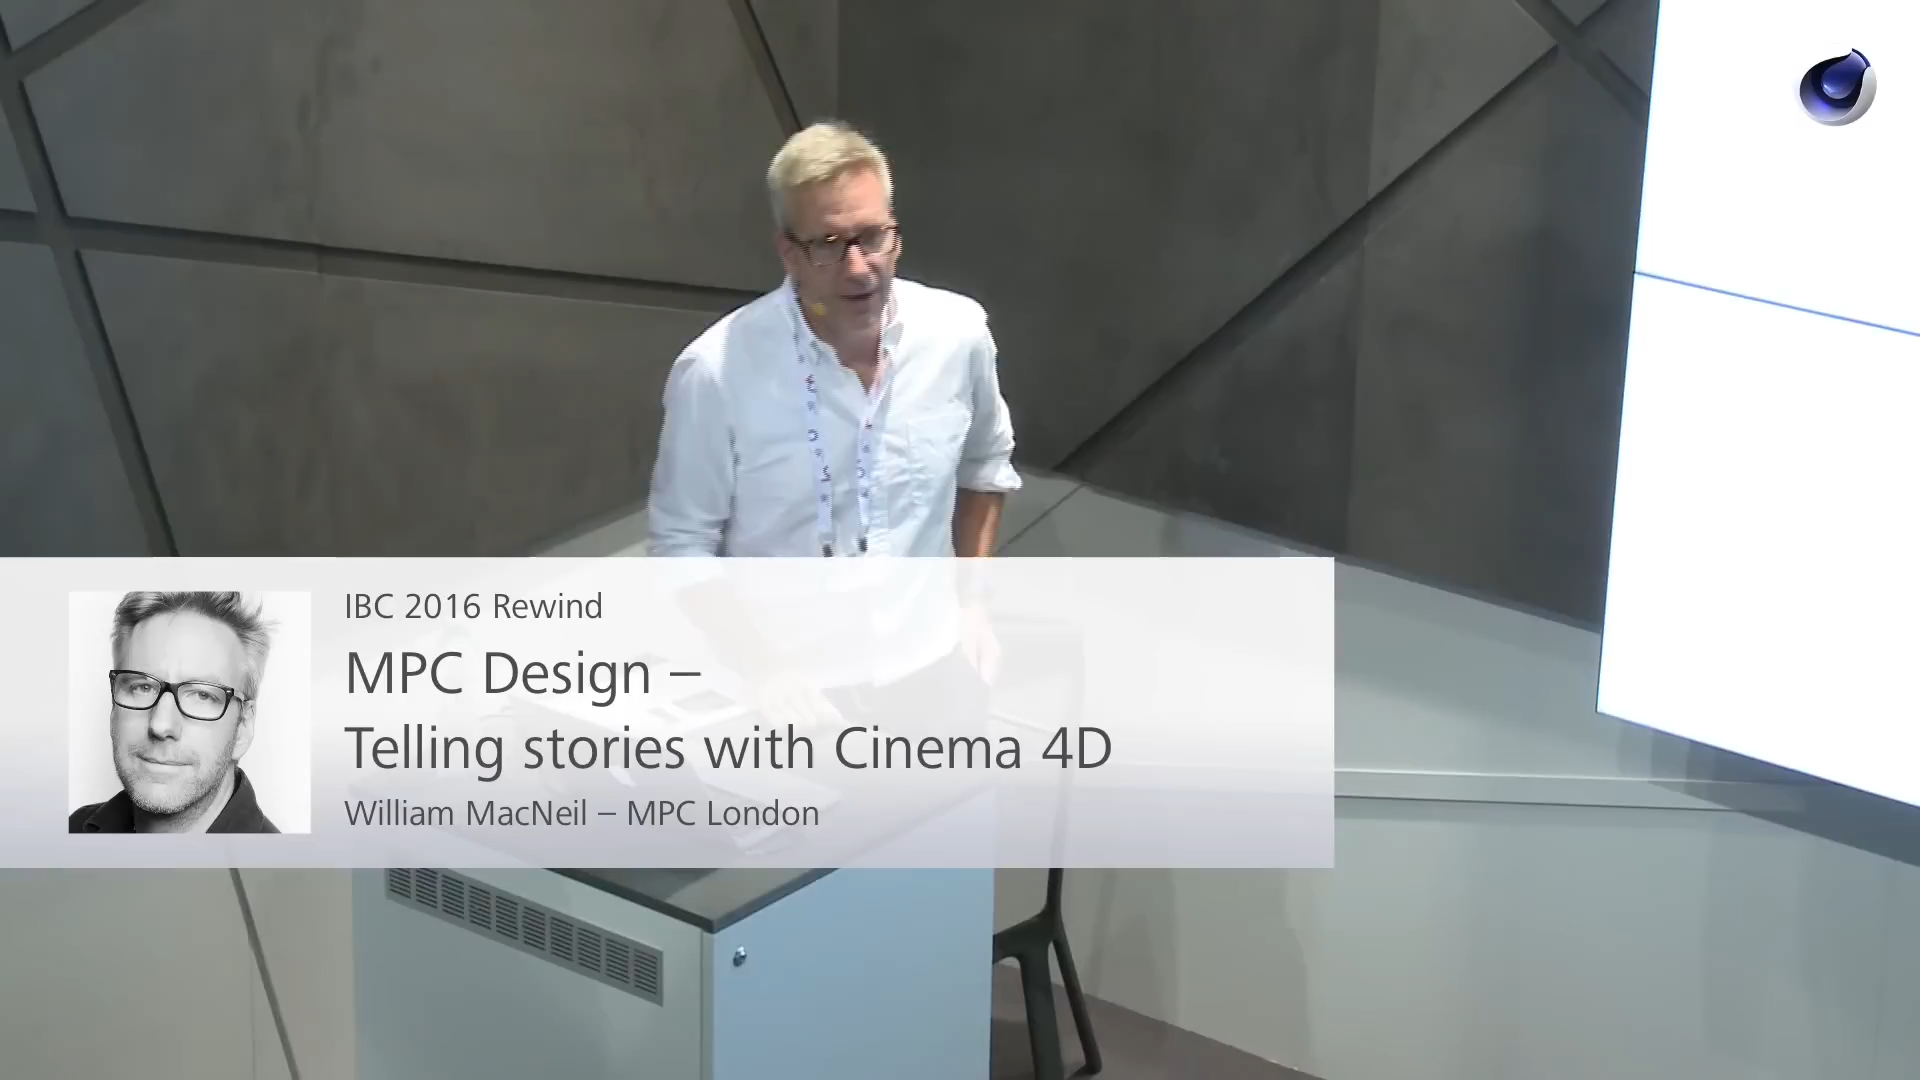 IBC 2016 Rewind
MPC Design –
Telling stories with Cinema 4D
William MacNeil – MPC London